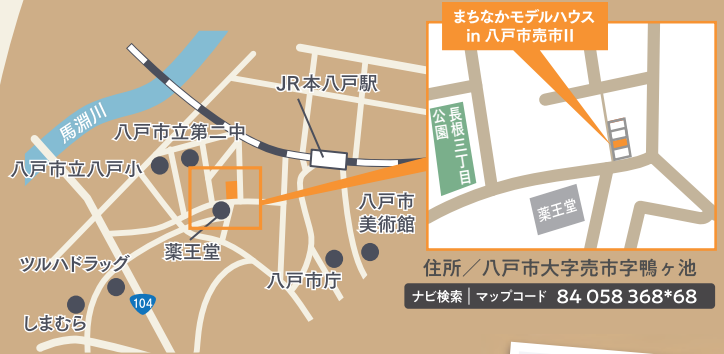 まちなかモデルハウス
in 八戸市売市II
JR本八戸駅
馬淵川
八戸市立第二中
八戸市立八戸小
長根三丁目
公園
薬王堂
八戸市
美術館
薬王堂
ツルハドラッグ
八戸市庁
104
しまむら
住所／八戸市大字売市字鴨ヶ池
ナビ検索|マップコード 84 058 368*68